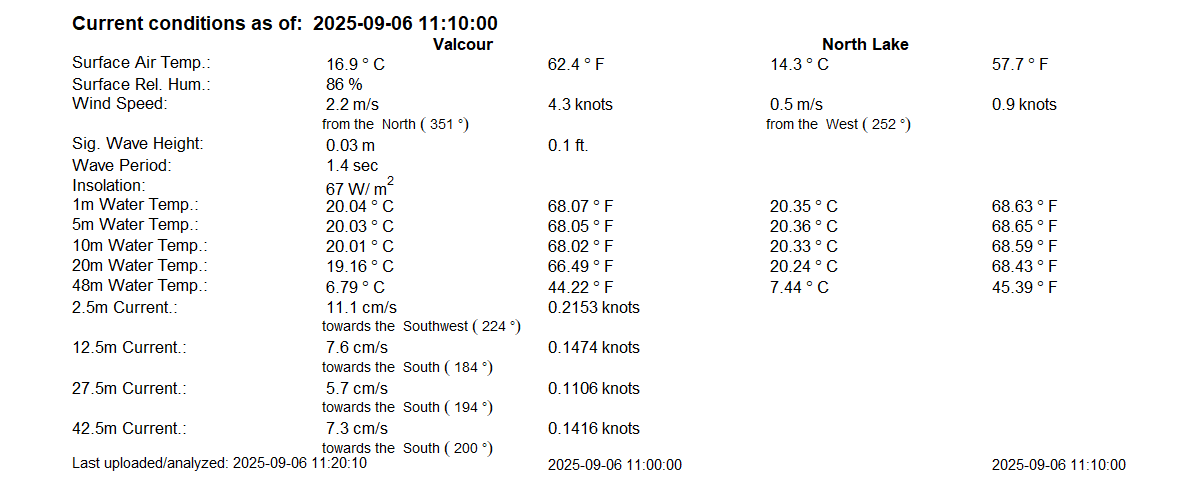 Current conditions as of: 2025-09-06 11:10:00
Valcour North Lake
Surface Air Temp.: 16.9 ° C 62.4 ° F 14.3 ° C 57.7 ° F
Surface Rel. Hum.: 86 %
Wind Speed: 2.2 m/s 4.3 knots 0.5 m/s 0.9 knots
from the North ( 351 °) from the West ( 252 °)
Sig. Wave Height: 0.03 m 0.1 ft.
Wave Period: 1.4 sec
Insolation: 67 W/ m²
1m Water Temp.: 20.04 ° C 68.07 ° F 20.35 ° C 68.63 ° F
5m Water Temp.: 20.03 ° C 68.05 ° F 20.36 ° C 68.65 ° F
10m Water Temp.: 20.01 ° C 68.02 ° F 20.33 ° C 68.59 ° F
20m Water Temp.: 19.16 ° C 66.49 ° F 20.24 ° C 68.43 ° F
48m Water Temp.: 6.79 ° C 44.22 ° F 7.44 ° C 45.39 ° F
2.5m Current.: 11.1 cm/s 0.2153 knots
towards the Southwest ( 224 °)
12.5m Current.: 7.6 cm/s 0.1474 knots
towards the South ( 184 °)
27.5m Current.: 5.7 cm/s 0.1106 knots
towards the South ( 194 °)
42.5m Current.: 7.3 cm/s 0.1416 knots
towards the South ( 200 °)
Last uploaded/analyzed: 2025-09-06 11:20:10 2025-09-06 11:00:00 2025-09-06 11:10:00